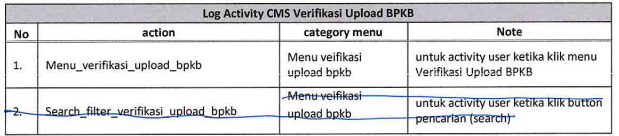 Log Activity CMS Verifikasi Upload BPKB
No action category menu Note
1. Menu_verifikasi_upload_bpkb Menu veifikasi upload bpkb untuk activity user ketika klik menu Verifikasi Upload BPKB
2. Search_filter_verifikasi_upload_bpkb Menu veifikasi upload bpkb untuk activity user ketika klik button pencarian (search)